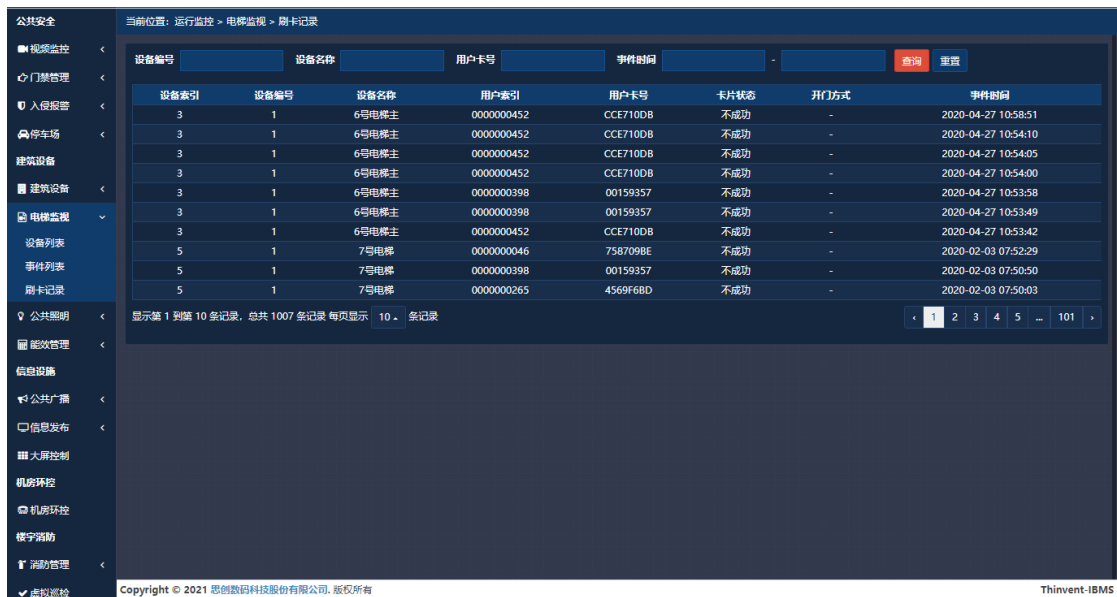 公共安全
视频监控
门禁管理
入侵报警
停车场
建筑设备
建筑设备
电梯监视
设备列表
事件列表
刷卡记录
公共照明
能效管理
信息设施
公共广播
信息发布
大屏控制
机房环控
机房环控
楼宇消防
消防管理
虚拟巡检
当前位置：运行监控 > 电梯监视 > 刷卡记录
设备编号 设备名称 用户卡号 事件时间 - 查询 重置
设备索引 设备编号 设备名称 用户索引 用户卡号 卡片状态 开门方式 事件时间
3 1 6号电梯主 0000000452 CCE710DB 不成功 - 2020-04-27 10:58:51
3 1 6号电梯主 0000000452 CCE710DB 不成功 - 2020-04-27 10:54:10
3 1 6号电梯主 0000000452 CCE710DB 不成功 - 2020-04-27 10:54:05
3 1 6号电梯主 0000000452 CCE710DB 不成功 - 2020-04-27 10:54:00
3 1 6号电梯主 0000000398 00159357 不成功 - 2020-04-27 10:53:58
3 1 6号电梯主 0000000398 00159357 不成功 - 2020-04-27 10:53:49
3 1 6号电梯主 0000000452 CCE710DB 不成功 - 2020-04-27 10:53:42
5 1 7号电梯 0000000046 758709BE 不成功 - 2020-02-03 07:52:29
5 1 7号电梯 0000000398 00159357 不成功 - 2020-02-03 07:50:50
5 1 7号电梯 0000000265 4569F6BD 不成功 - 2020-02-03 07:50:03
显示第 1 到第 10 条记录，总共 1007 条记录 每页显示 10 条记录
‹ 1 2 3 4 5 ... 101 ›
Copyright © 2021 思创数码科技股份有限公司. 版权所有
Thinvent-IBMS